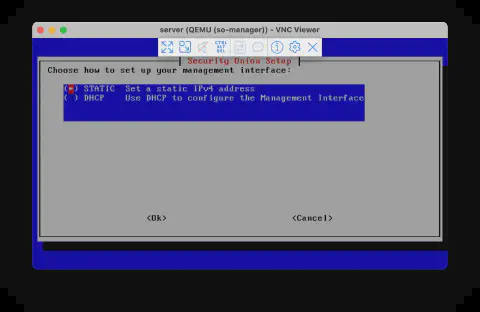 server (QEMU (so-manager)) - VNC Viewer
CTRL
ALT
DEL
Security Onion Setup
Choose how to set up your management interface:
(*) STATIC Set a static IPv4 address
( ) DHCP Use DHCP to configure the Management Interface
<Ok> <Cancel>